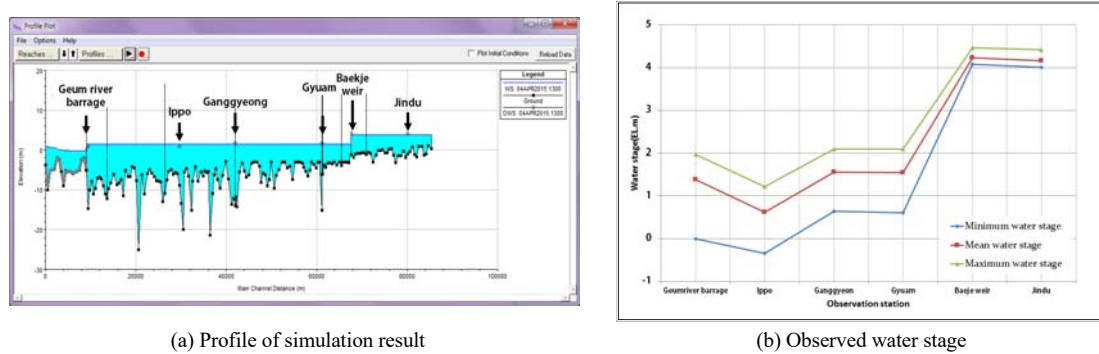 Profile Plot
File Options Help
Reaches ... Profiles ... Plot Initial Conditions Reload Data
Geum river
barrage
Ippo
Ganggyeong
Gyuam
Baekje
weir
Jindu
Legend
WS 04APR2015 1300
Ground
OWS 04APR2015 1300
Elevation (m)
20
10
0
-10
-20
-30
0 20000 40000 60000 80000 100000
Main Channel Distance (m)
(a) Profile of simulation result
Water stage(EL.m)
5
4
3
2
1
0
-1
Minimum water stage
Mean water stage
Maximum water stage
Geumriver barrage Ippo Ganggyeon Gyuam Baeje weir Jindu
Observation station
(b) Observed water stage